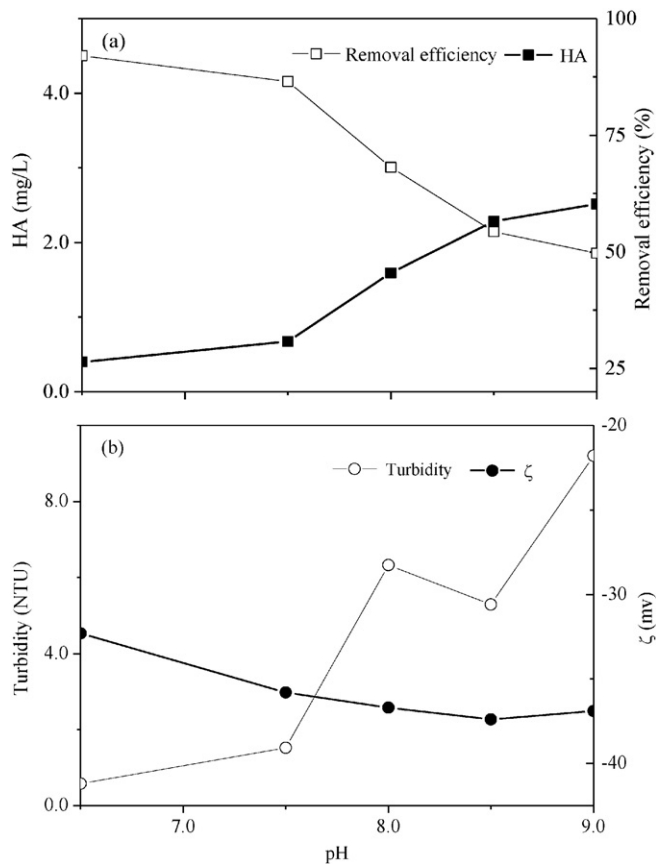 (a)
Removal efficiency HA
HA (mg/L)
4.0
2.0
0.0
Removal efficiency (%)
100
75
50
25
(b)
Turbidity ζ
Turbidity (NTU)
8.0
4.0
0.0
ζ (mv)
-20
-30
-40
7.0 8.0 9.0
pH